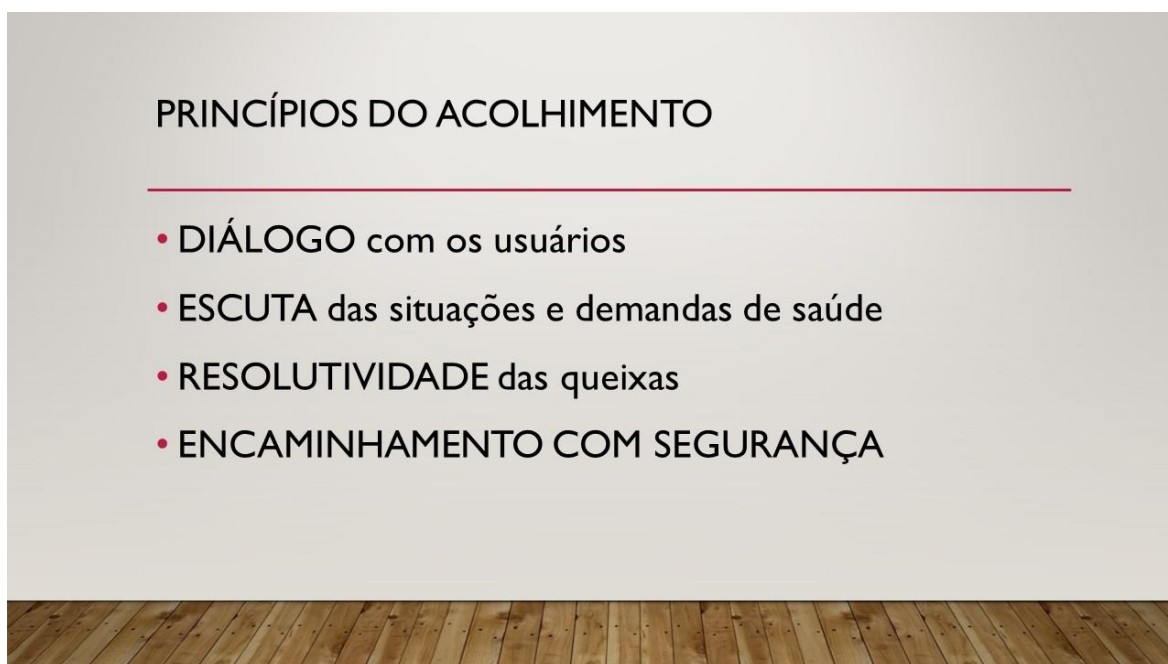 PRINCÍPIOS DO ACOLHIMENTO
• DIÁLOGO com os usuários
• ESCUTA das situações e demandas de saúde
• RESOLUTIVIDADE das queixas
• ENCAMINHAMENTO COM SEGURANÇA